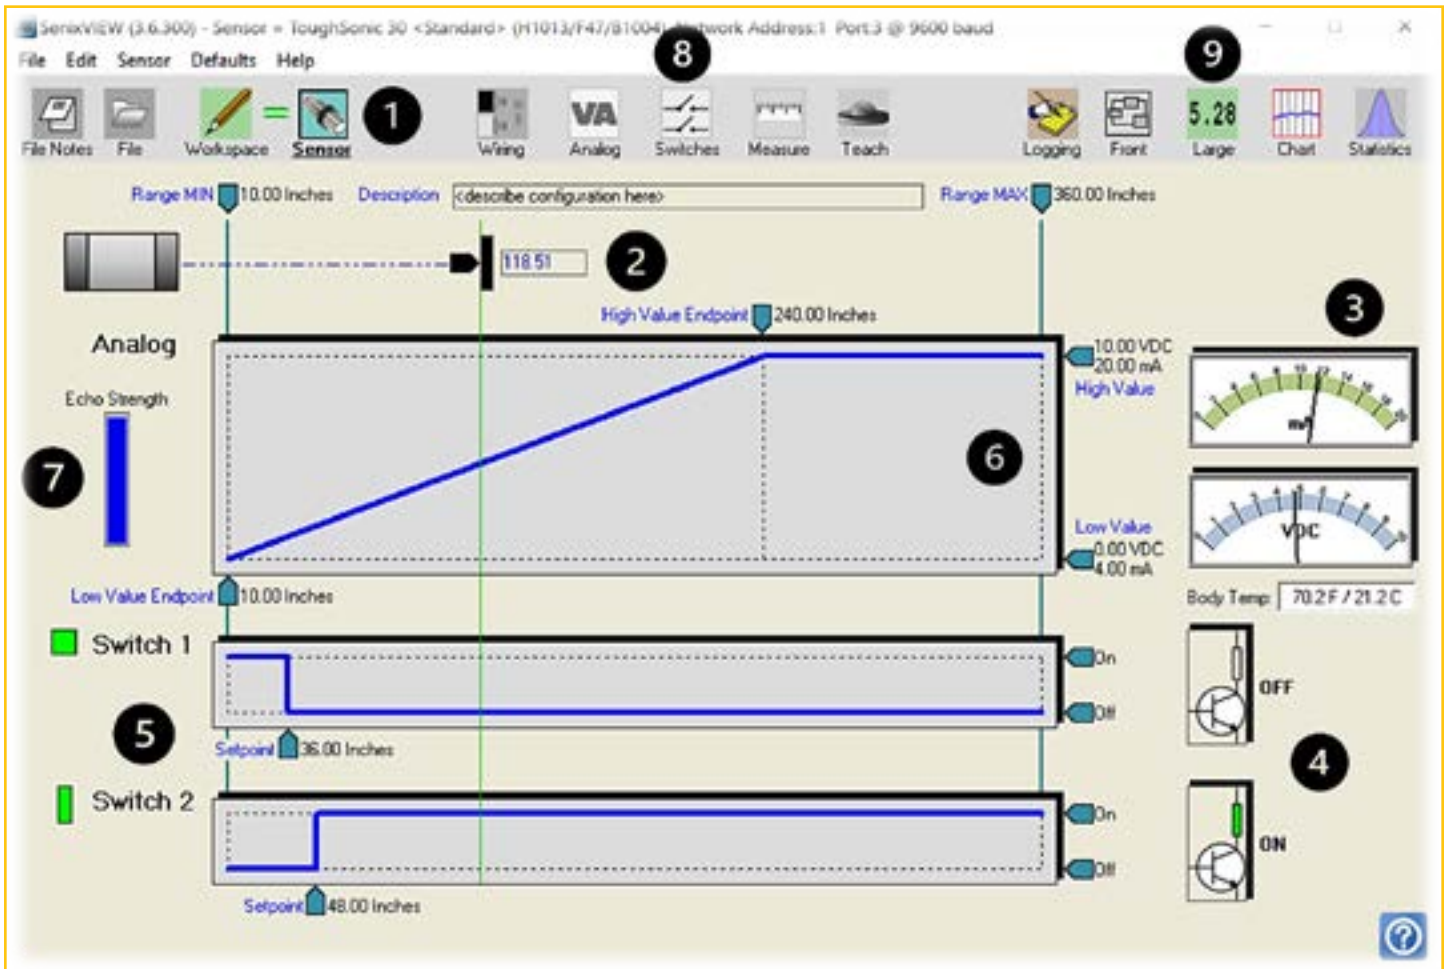 SenixVIEW (3.6.300) - Sensor = ToughSonic 30 <Standard> (H1013/F47/B1004) Network Address:1 Port:3 @ 9600 baud
8
9
File Edit Sensor Defaults Help
1
5.28
VA
File Notes File Workspace = Sensor Wiring Analog Switches Measure Teach Logging Front Large Chart Statistics
Range MIN 10.00 Inches Description <describe configuration here> Range MAX 360.00 Inches
118.51
2
3
High Value Endpoint 240.00 Inches
Analog
10.00 VDC
20.00 mA
High Value
Echo Strength
mA
7
6
VDC
Low Value
0.00 VDC
4.00 mA
Low Value Endpoint 10.00 Inches
Body Temp: 70.2 F / 21.2 C
Switch 1
On
Off
OFF
5
Setpoint 36.00 Inches
4
Switch 2
On
Off
ON
Setpoint 48.00 Inches
?